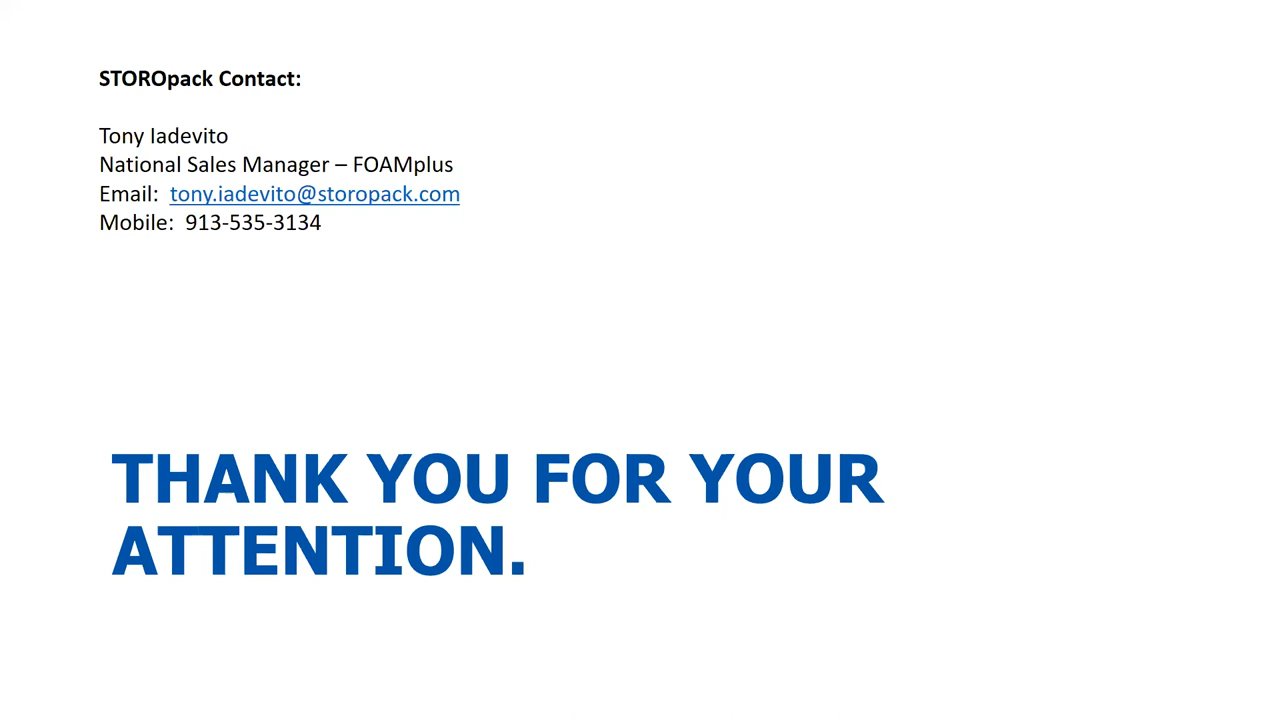 STOROpack Contact:
Tony Iadevito
National Sales Manager – FOAMplus
Email: tony.iadevito@storopack.com
Mobile: 913-535-3134
THANK YOU FOR YOUR
ATTENTION.